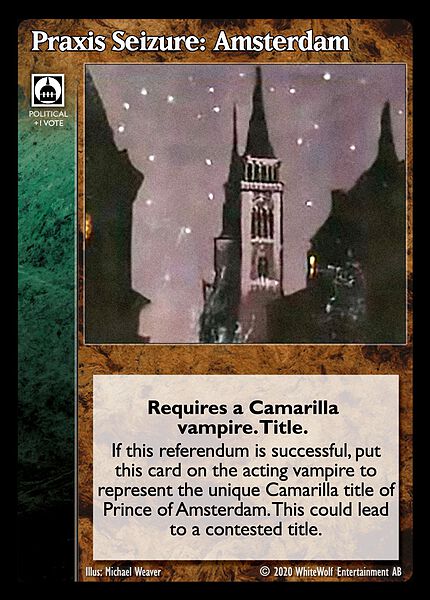 Praxis Seizure: Amsterdam
POLITICAL
+1 VOTE
Requires a Camarilla
vampire. Title.
If this referendum is successful, put
this card on the acting vampire to
represent the unique Camarilla title of
Prince of Amsterdam. This could lead
to a contested title.
Illus: Michael Weaver
© 2020 WhiteWolf Entertainment AB